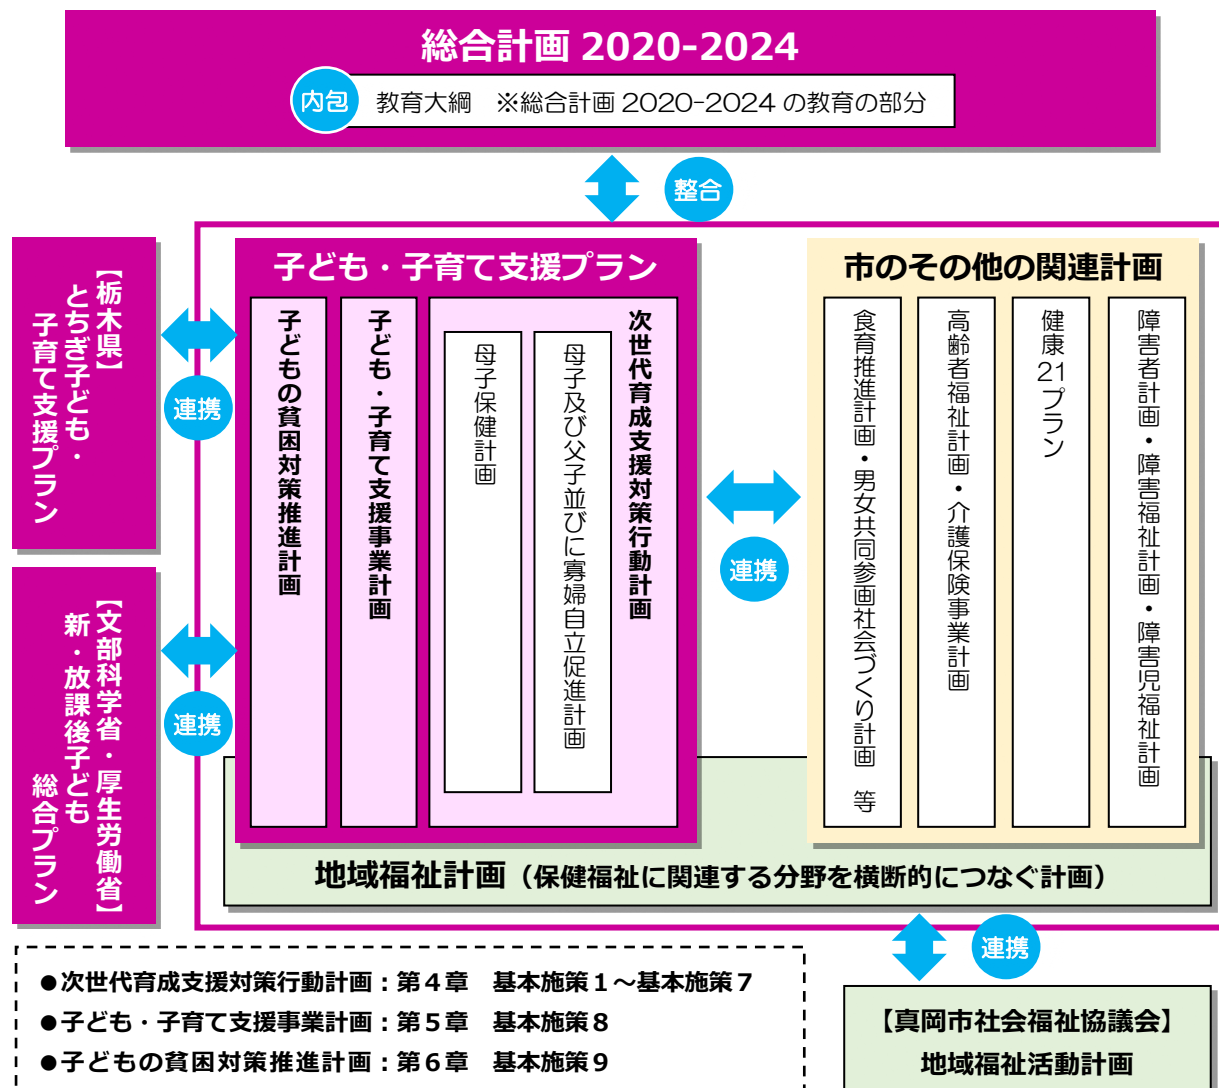 総合計画 2020-2024
内包
教育大綱　※総合計画 2020-2024 の教育の部分
整合
【栃木県】
とちぎ子ども・
子育て支援プラン
連携
【文部科学省・厚生労働省】
新・放課後子ども
総合プラン
連携
子ども・子育て支援プラン
次世代育成支援対策行動計画
母子及び父子並びに寡婦自立促進計画
母子保健計画
子ども・子育て支援事業計画
子どもの貧困対策推進計画
連携
市のその他の関連計画
障害者計画・障害福祉計画・障害児福祉計画
健康21プラン
高齢者福祉計画・介護保険事業計画
食育推進計画・男女共同参画社会づくり計画　等
地域福祉計画（保健福祉に関連する分野を横断的につなぐ計画）
連携
【真岡市社会福祉協議会】
地域福祉活動計画
●次世代育成支援対策行動計画：第４章　基本施策１～基本施策７
●子ども・子育て支援事業計画：第５章　基本施策８
●子どもの貧困対策推進計画：第６章　基本施策９